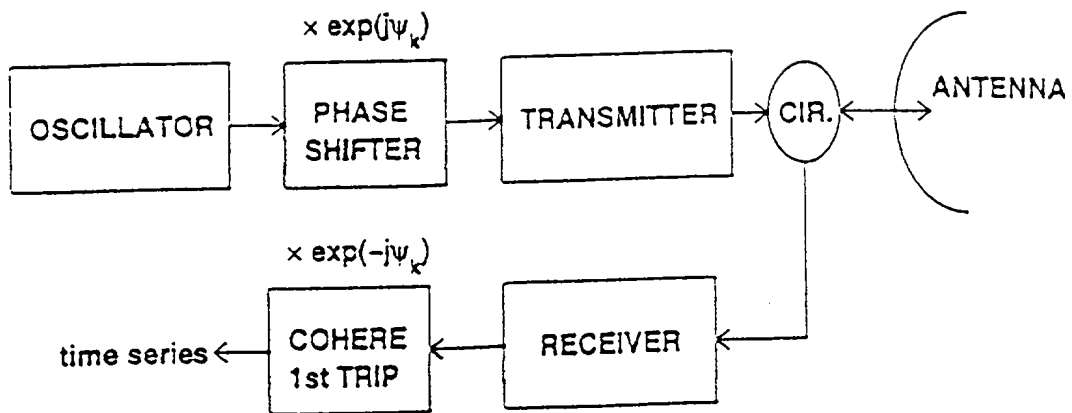 × exp(jψₖ)
OSCILLATOR
PHASE
SHIFTER
TRANSMITTER
CIR.
ANTENNA
× exp(−jψₖ)
time series
COHERE
1st TRIP
RECEIVER